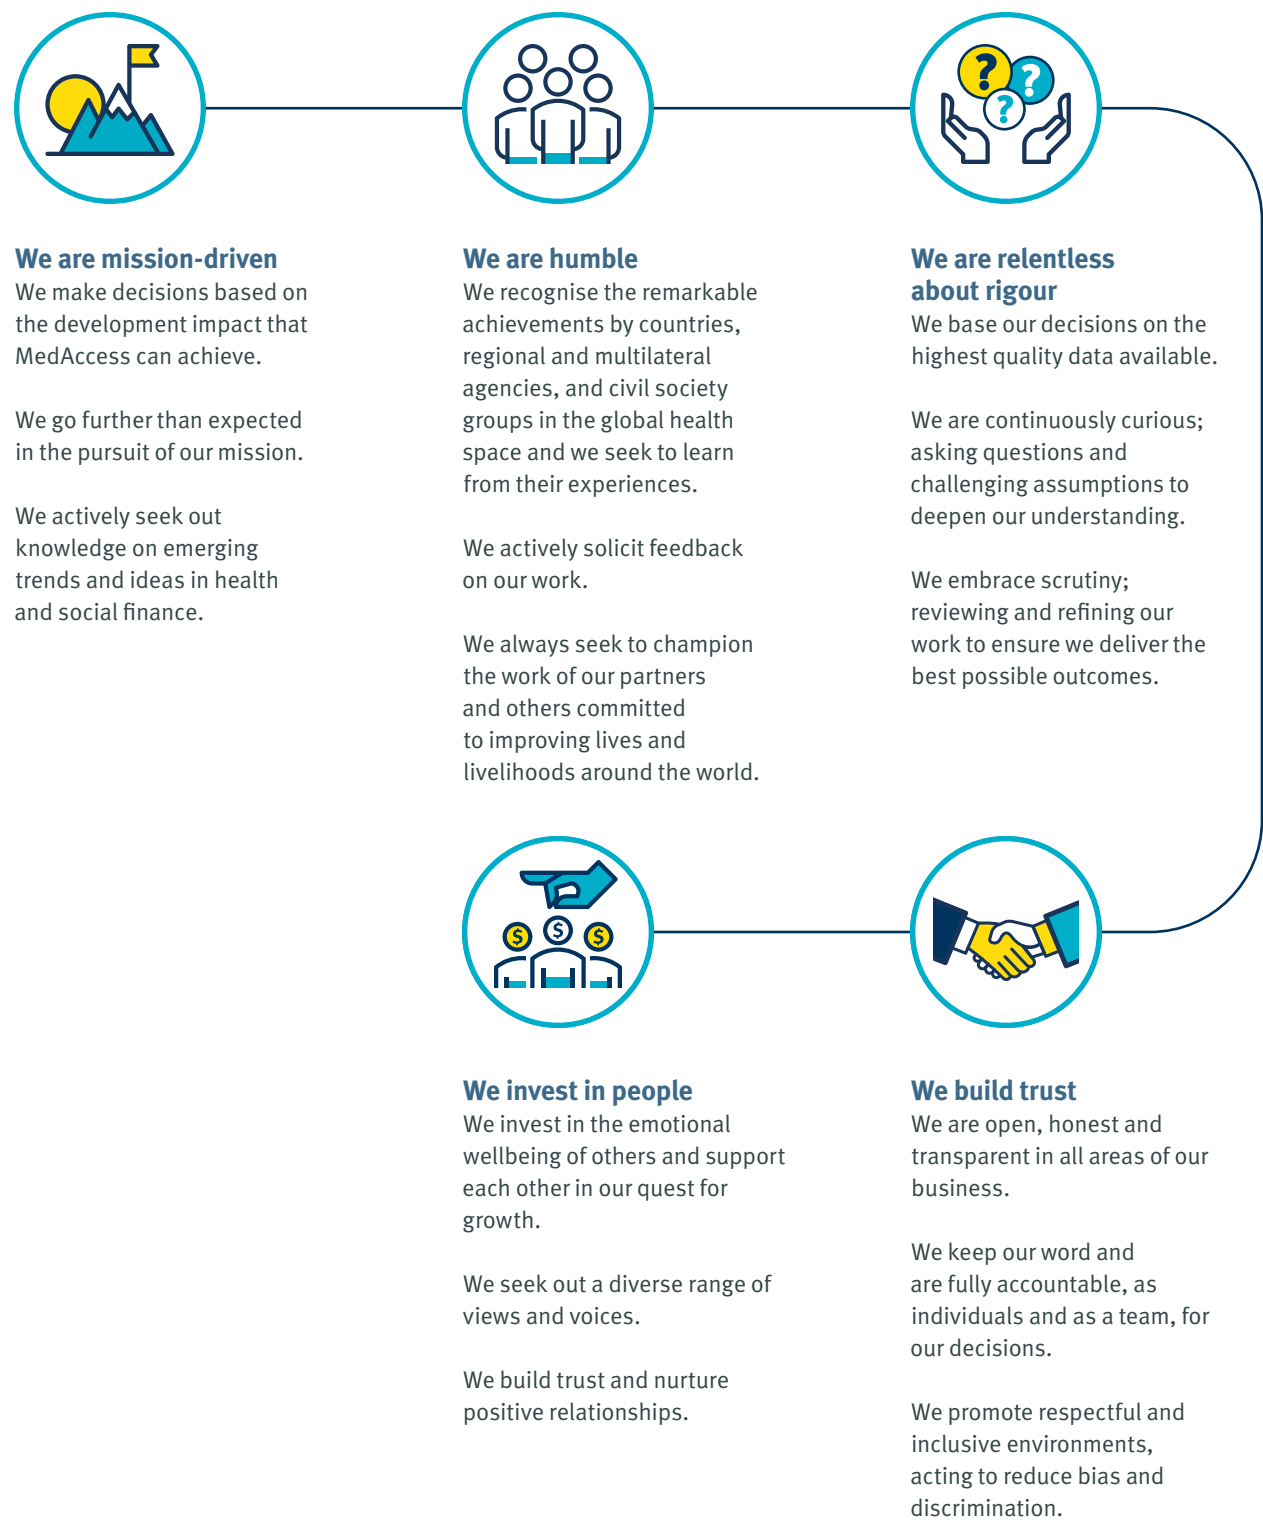 We are mission-driven
We make decisions based on
the development impact that
MedAccess can achieve.
We go further than expected
in the pursuit of our mission.
We actively seek out
knowledge on emerging
trends and ideas in health
and social finance.
We are humble
We recognise the remarkable
achievements by countries,
regional and multilateral
agencies, and civil society
groups in the global health
space and we seek to learn
from their experiences.
We actively solicit feedback
on our work.
We always seek to champion
the work of our partners
and others committed
to improving lives and
livelihoods around the world.
? ? ?
We are relentless
about rigour
We base our decisions on the
highest quality data available.
We are continuously curious;
asking questions and
challenging assumptions to
deepen our understanding.
We embrace scrutiny;
reviewing and refining our
work to ensure we deliver the
best possible outcomes.
$ $ $
We invest in people
We invest in the emotional
wellbeing of others and support
each other in our quest for
growth.
We seek out a diverse range of
views and voices.
We build trust and nurture
positive relationships.
We build trust
We are open, honest and
transparent in all areas of our
business.
We keep our word and
are fully accountable, as
individuals and as a team, for
our decisions.
We promote respectful and
inclusive environments,
acting to reduce bias and
discrimination.